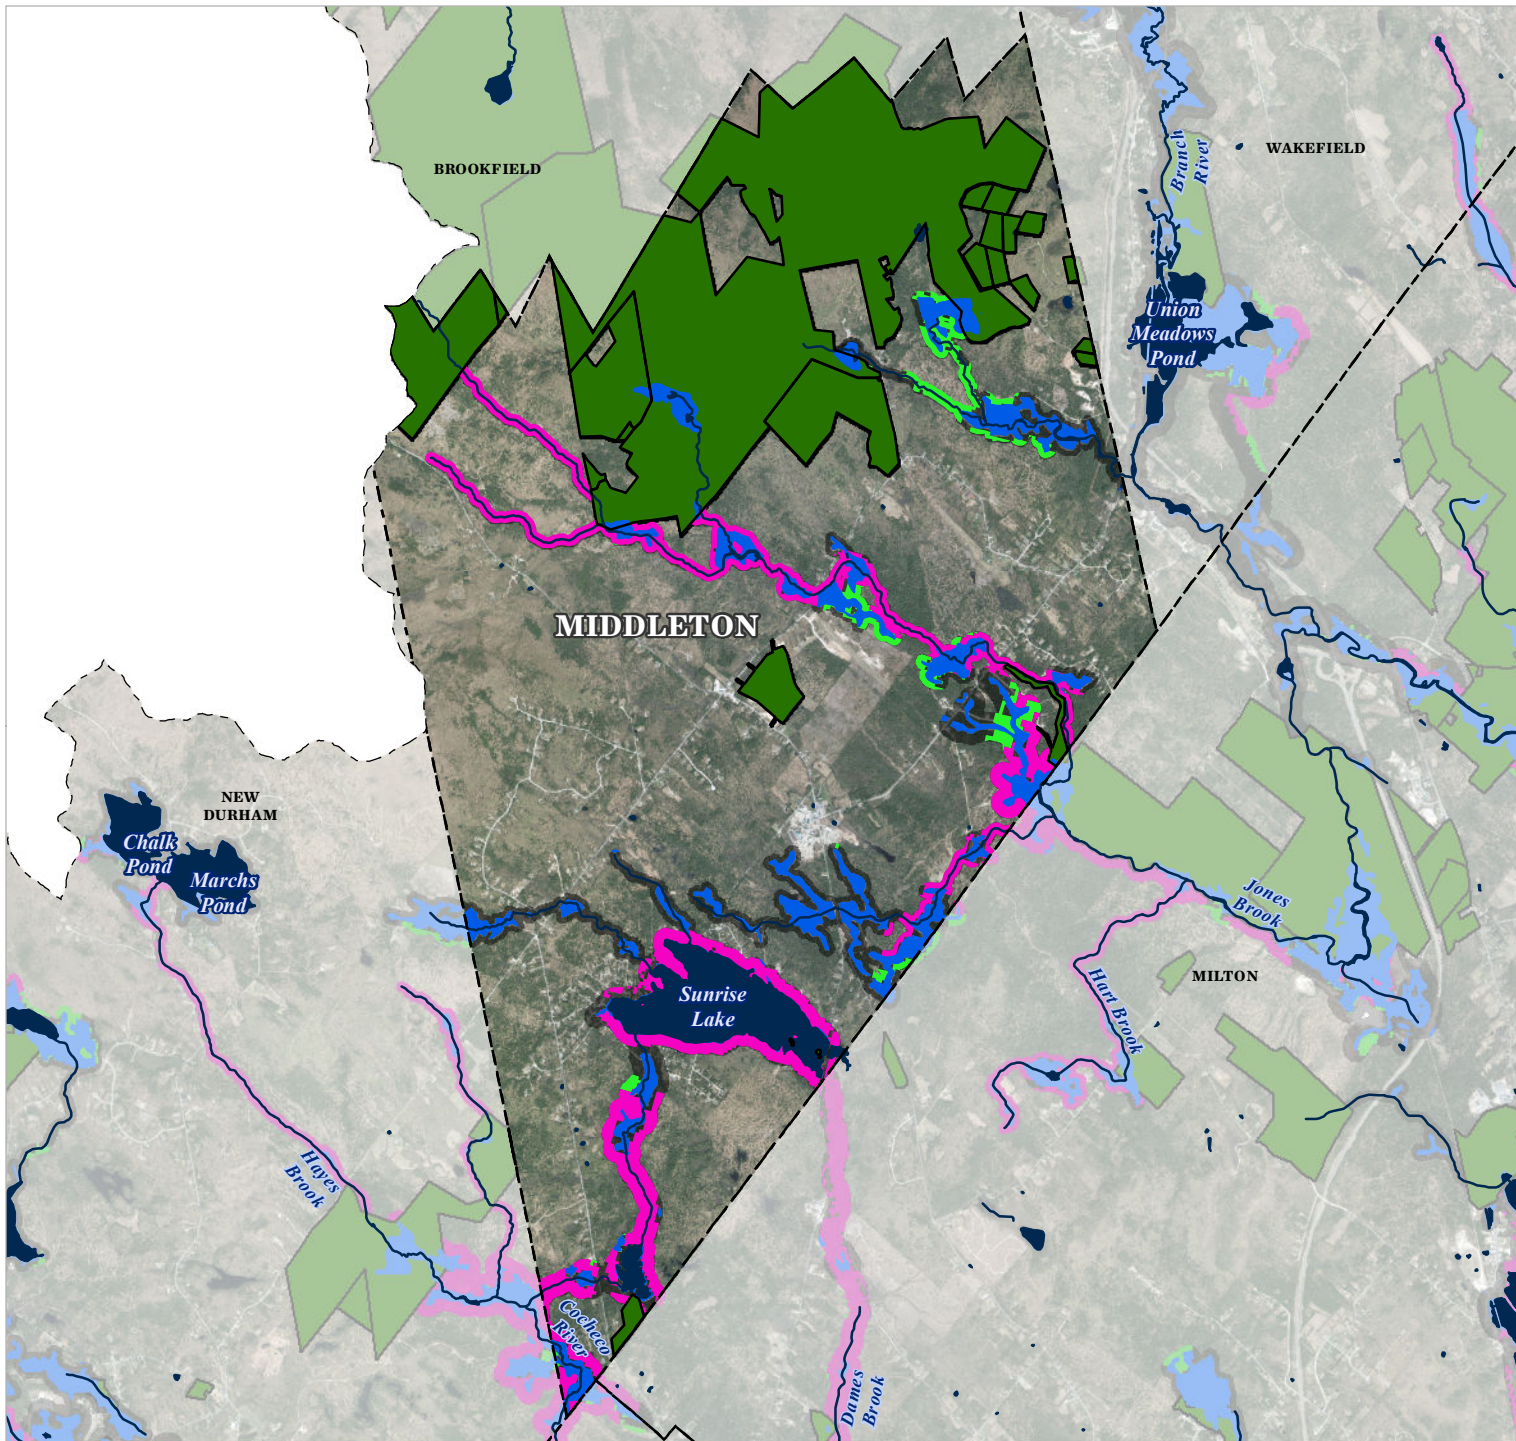 BROOKFIELD
WAKEFIELD
Branch
River
Union
Meadows
Pond
MIDDLETON
NEW
DURHAM
Chalk
Pond
Marchs
Pond
Jones
Brook
MILTON
Sunrise
Lake
Hart Brook
Hayes
Brook
Cocheco
River
Dames
Brook